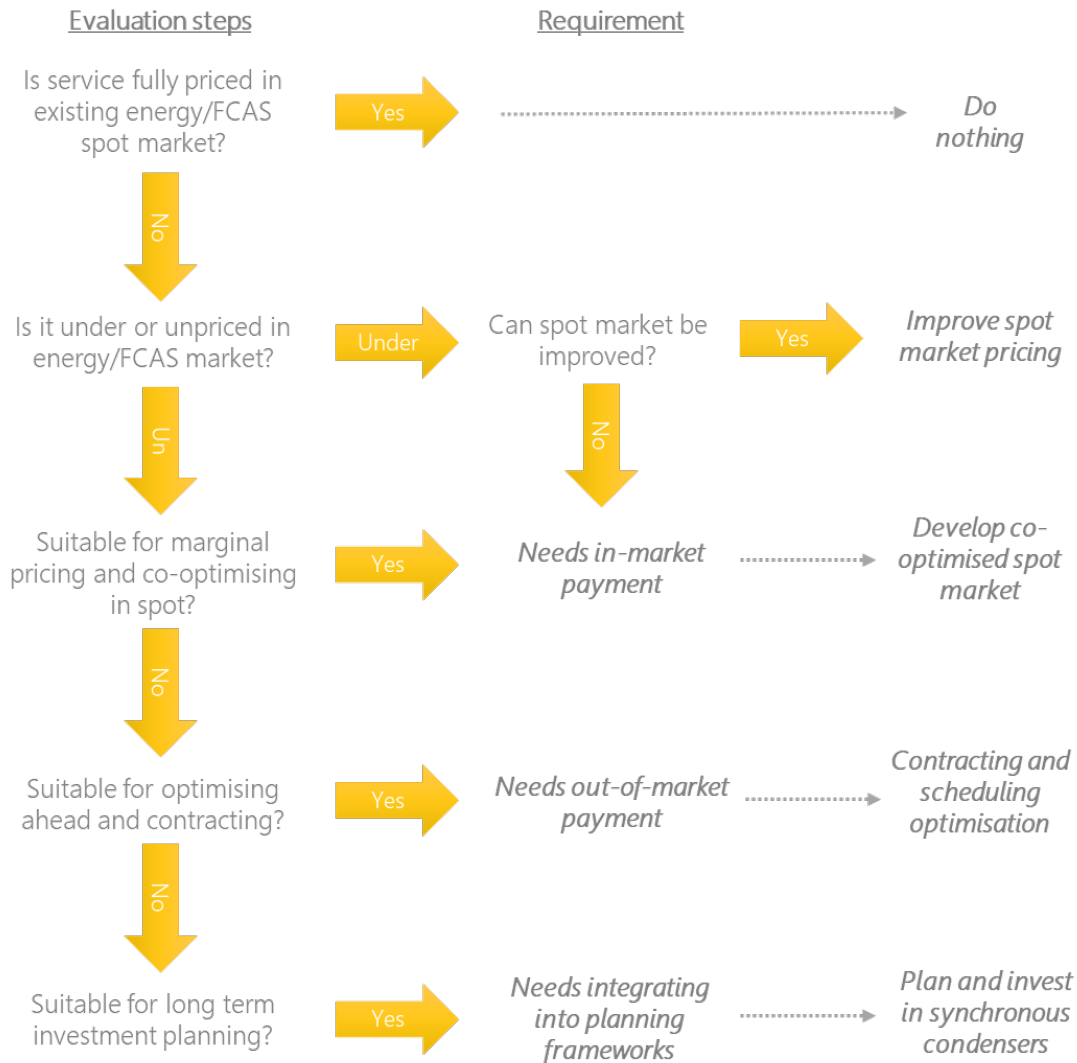 Evaluation steps
Requirement
Is service fully priced in
existing energy/FCAS
spot market?
Yes
Do
nothing
No
Is it under or unpriced in
energy/FCAS market?
Under
Can spot market be
improved?
Yes
Improve spot
market pricing
Un
No
Suitable for marginal
pricing and co-optimising
in spot?
Yes
Needs in-market
payment
Develop co-
optimised spot
market
No
Suitable for optimising
ahead and contracting?
Yes
Needs out-of-market
payment
Contracting and
scheduling
optimisation
No
Suitable for long term
investment planning?
Yes
Needs integrating
into planning
frameworks
Plan and invest
in synchronous
condensers